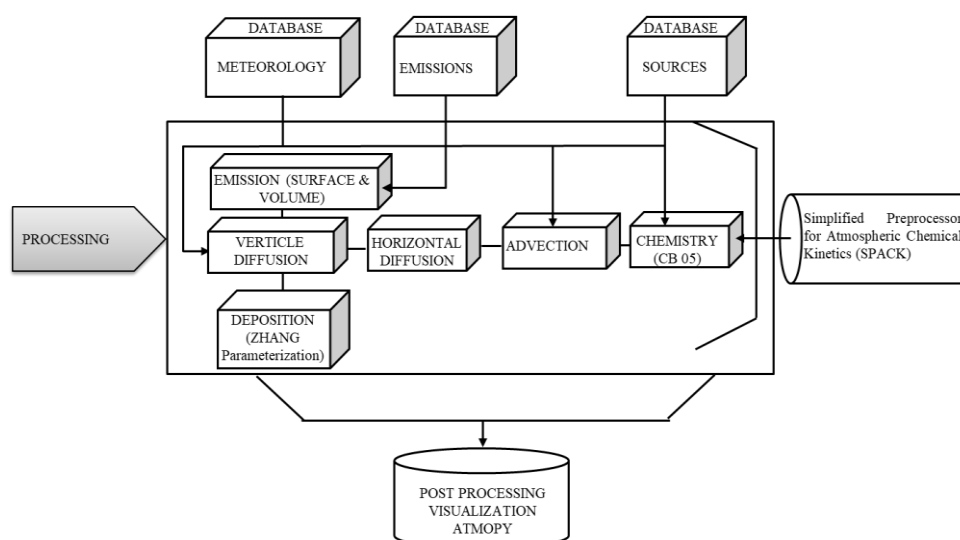 DATABASE
METEOROLOGY
DATABASE
EMISSIONS
DATABASE
SOURCES
EMISSION (SURFACE &
VOLUME)
PROCESSING
VERTICLE
DIFFUSION
HORIZONTAL
DIFFUSION
ADVECTION
CHEMISTRY
(CB 05)
Simplified Preprocessor
for Atmospheric Chemical
Kinetics (SPACK)
DEPOSITION
(ZHANG
Parameterization)
POST PROCESSING
VISUALIZATION
ATMOPY